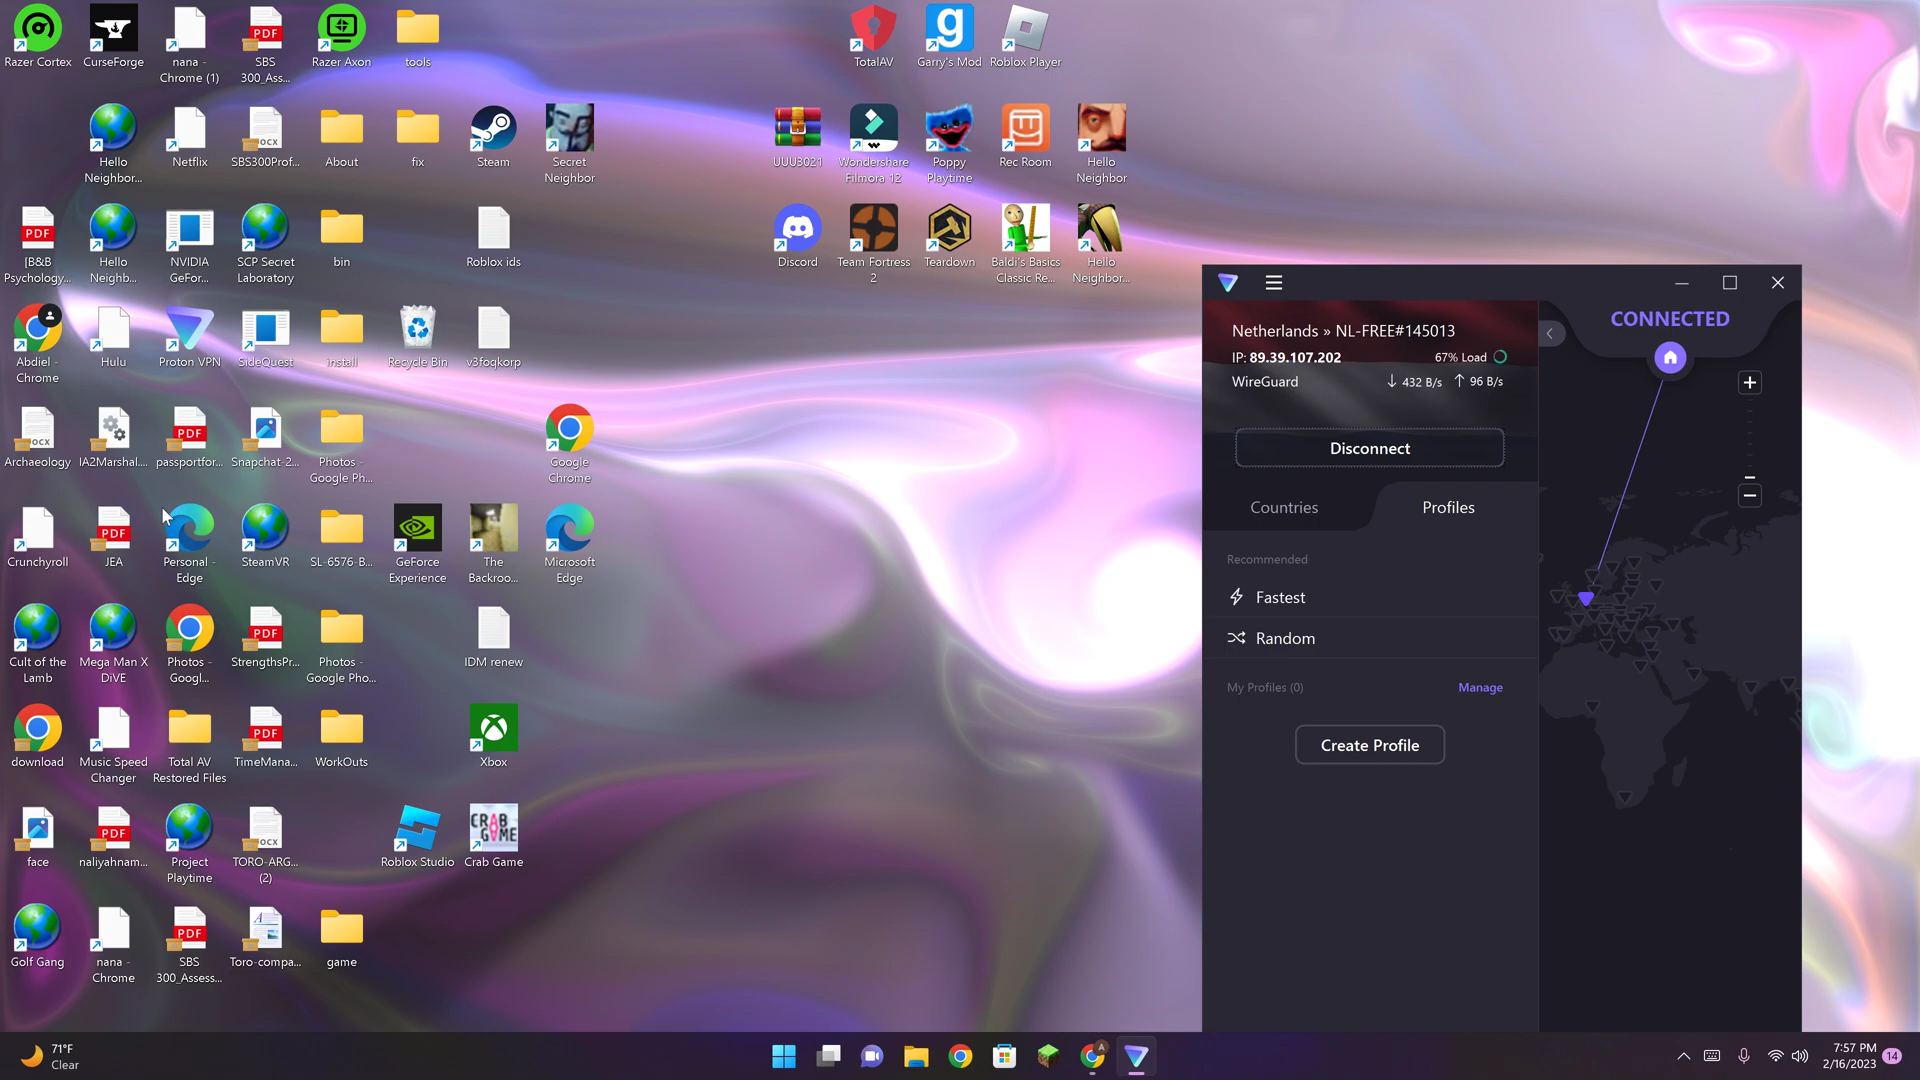 Razer Cortex
CurseForge
nana -
Chrome (1)
SBS
300_Ass...
Razer Axon
tools
TotalAV
Garry's Mod
Roblox Player
Hello
Neighbor...
Netflix
SBS300Prof...
About
fix
Steam
Secret
Neighbor
UUU3021
Wondershare
Filmora 12
Poppy
Playtime
Rec Room
Hello
Neighbor
[B&B
Psychology...
Hello
Neighb...
NVIDIA
GeFor...
SCP Secret
Laboratory
bin
Roblox ids
Discord
Team Fortress
2
Teardown
Baldi's Basics
Classic Re...
Hello
Neighbor...
Abdiel -
Chrome
Hulu
Proton VPN
SideQuest
install
Recycle Bin
v3foqkorp
Archaeology
IA2Marshal....
passportfor...
Snapchat-2...
Photos -
Google Ph...
Google
Chrome
Crunchyroll
JEA
Personal -
Edge
SteamVR
SL-6576-B...
GeForce
Experience
The
Backroo...
Microsoft
Edge
Cult of the
Lamb
Mega Man X
DiVE
Photos -
Googl...
StrengthsPr...
Photos -
Google Pho...
IDM renew
download
Music Speed
Changer
Total AV
Restored Files
TimeMana...
WorkOuts
Xbox
face
naliyahnam...
Project
Playtime
TORO-ARG...
(2)
Roblox Studio
CRAB
GAME
Crab Game
Golf Gang
nana -
Chrome
SBS
300_Assess...
Toro-compa...
game
Netherlands » NL-FREE#145013
IP: 89.39.107.202
67% Load
WireGuard
432 B/s
96 B/s
Disconnect
Countries
Profiles
Recommended
Fastest
Random
My Profiles (0)
Manage
Create Profile
CONNECTED
71°F
Clear
7:57 PM
2/16/2023
14